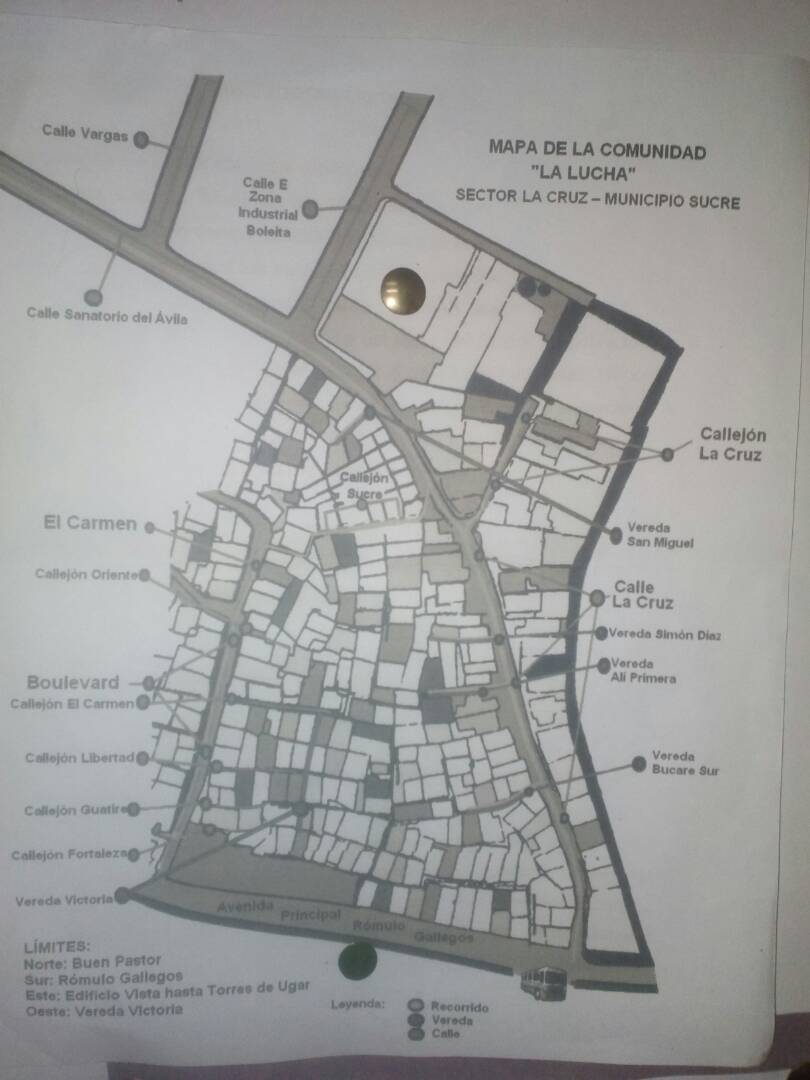 MAPA DE LA COMUNIDAD
"LA LUCHA"
SECTOR LA CRUZ – MUNICIPIO SUCRE
Calle Vargas
Calle E
Zona
Industrial
Boleita
Calle Sanatorio del Ávila
Callejón
La Cruz
Callejón
Sucre
El Carmen
Vereda
San Miguel
Callejón Oriente
Calle
La Cruz
Vereda Simón Díaz
Vereda
Alí Primera
Boulevard
Callejón El Carmen
Callejón Libertad
Vereda
Bucare Sur
Callejón Guatire
Callejón Fortaleza
Vereda Victoria
Avenida Principal Rómulo Gallegos
LÍMITES:
Norte: Buen Pastor
Sur: Rómulo Gallegos
Este: Edificio Vista hasta Torres de Ugar
Oeste: Vereda Victoria
Leyenda:
Recorrido
Vereda
Calle